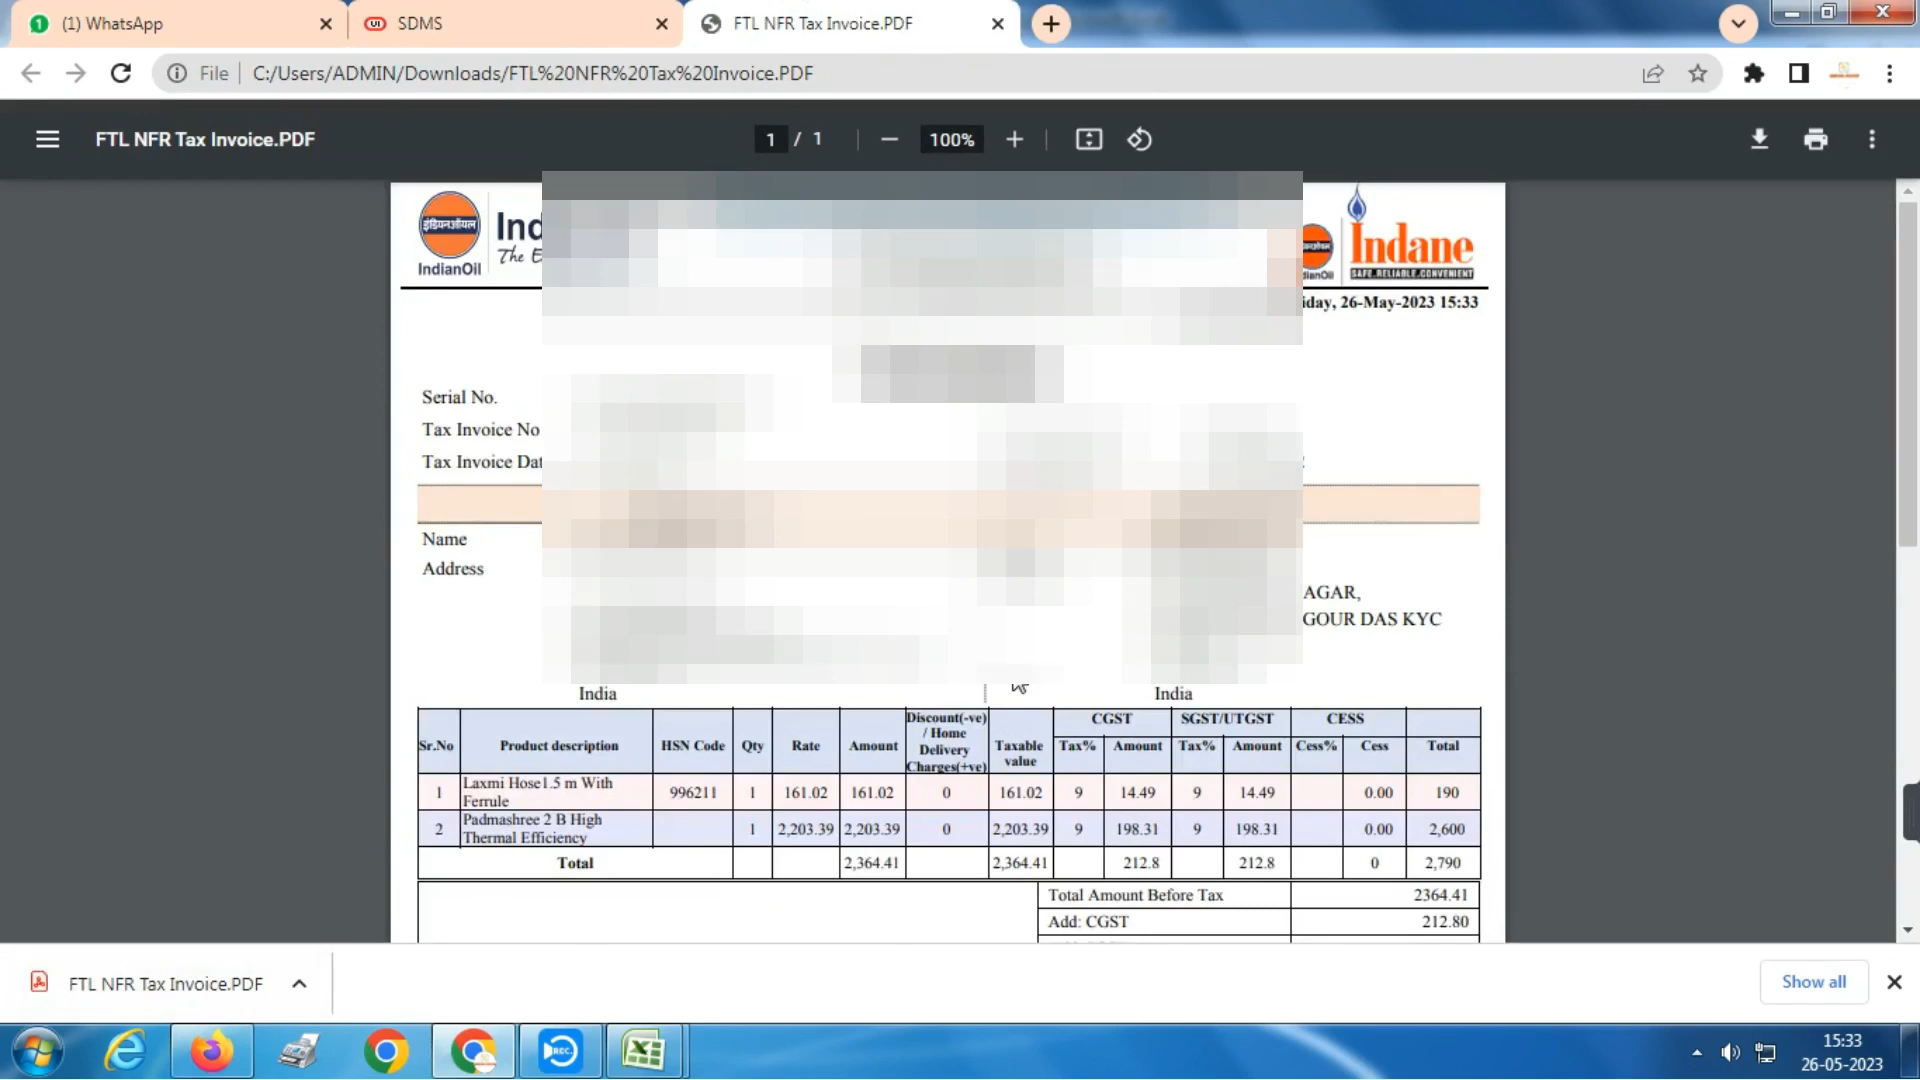 (1) WhatsApp
SDMS
FTL NFR Tax Invoice.PDF
File
C:/Users/ADMIN/Downloads/FTL%20NFR%20Tax%20Invoice.PDF
FTL NFR Tax Invoice.PDF
1 / 1
100%
इंडियनऑयल
IndianOil
Ind
The E
Indane
SAFE.RELIABLE.CONVENIENT
ianOil
iday, 26-May-2023 15:33
Serial No.
Tax Invoice No
Tax Invoice Dat
Name
Address
AGAR,
GOUR DAS KYC
India
India
Sr.No Product description HSN Code Qty Rate Amount Discount(-ve) / Home Delivery Charges(+ve) Taxable value CGST SGST/UTGST CESS
Tax% Amount Tax% Amount Cess% Cess Total
1 Laxmi Hose1.5 m With Ferrule 996211 1 161.02 161.02 0 161.02 9 14.49 9 14.49 0.00 190
2 Padmashree 2 B High Thermal Efficiency 1 2,203.39 2,203.39 0 2,203.39 9 198.31 9 198.31 0.00 2,600
Total 2,364.41 2,364.41 212.8 212.8 0 2,790
Total Amount Before Tax 2364.41
Add: CGST 212.80
FTL NFR Tax Invoice.PDF
Show all
REC.
15:33
26-05-2023